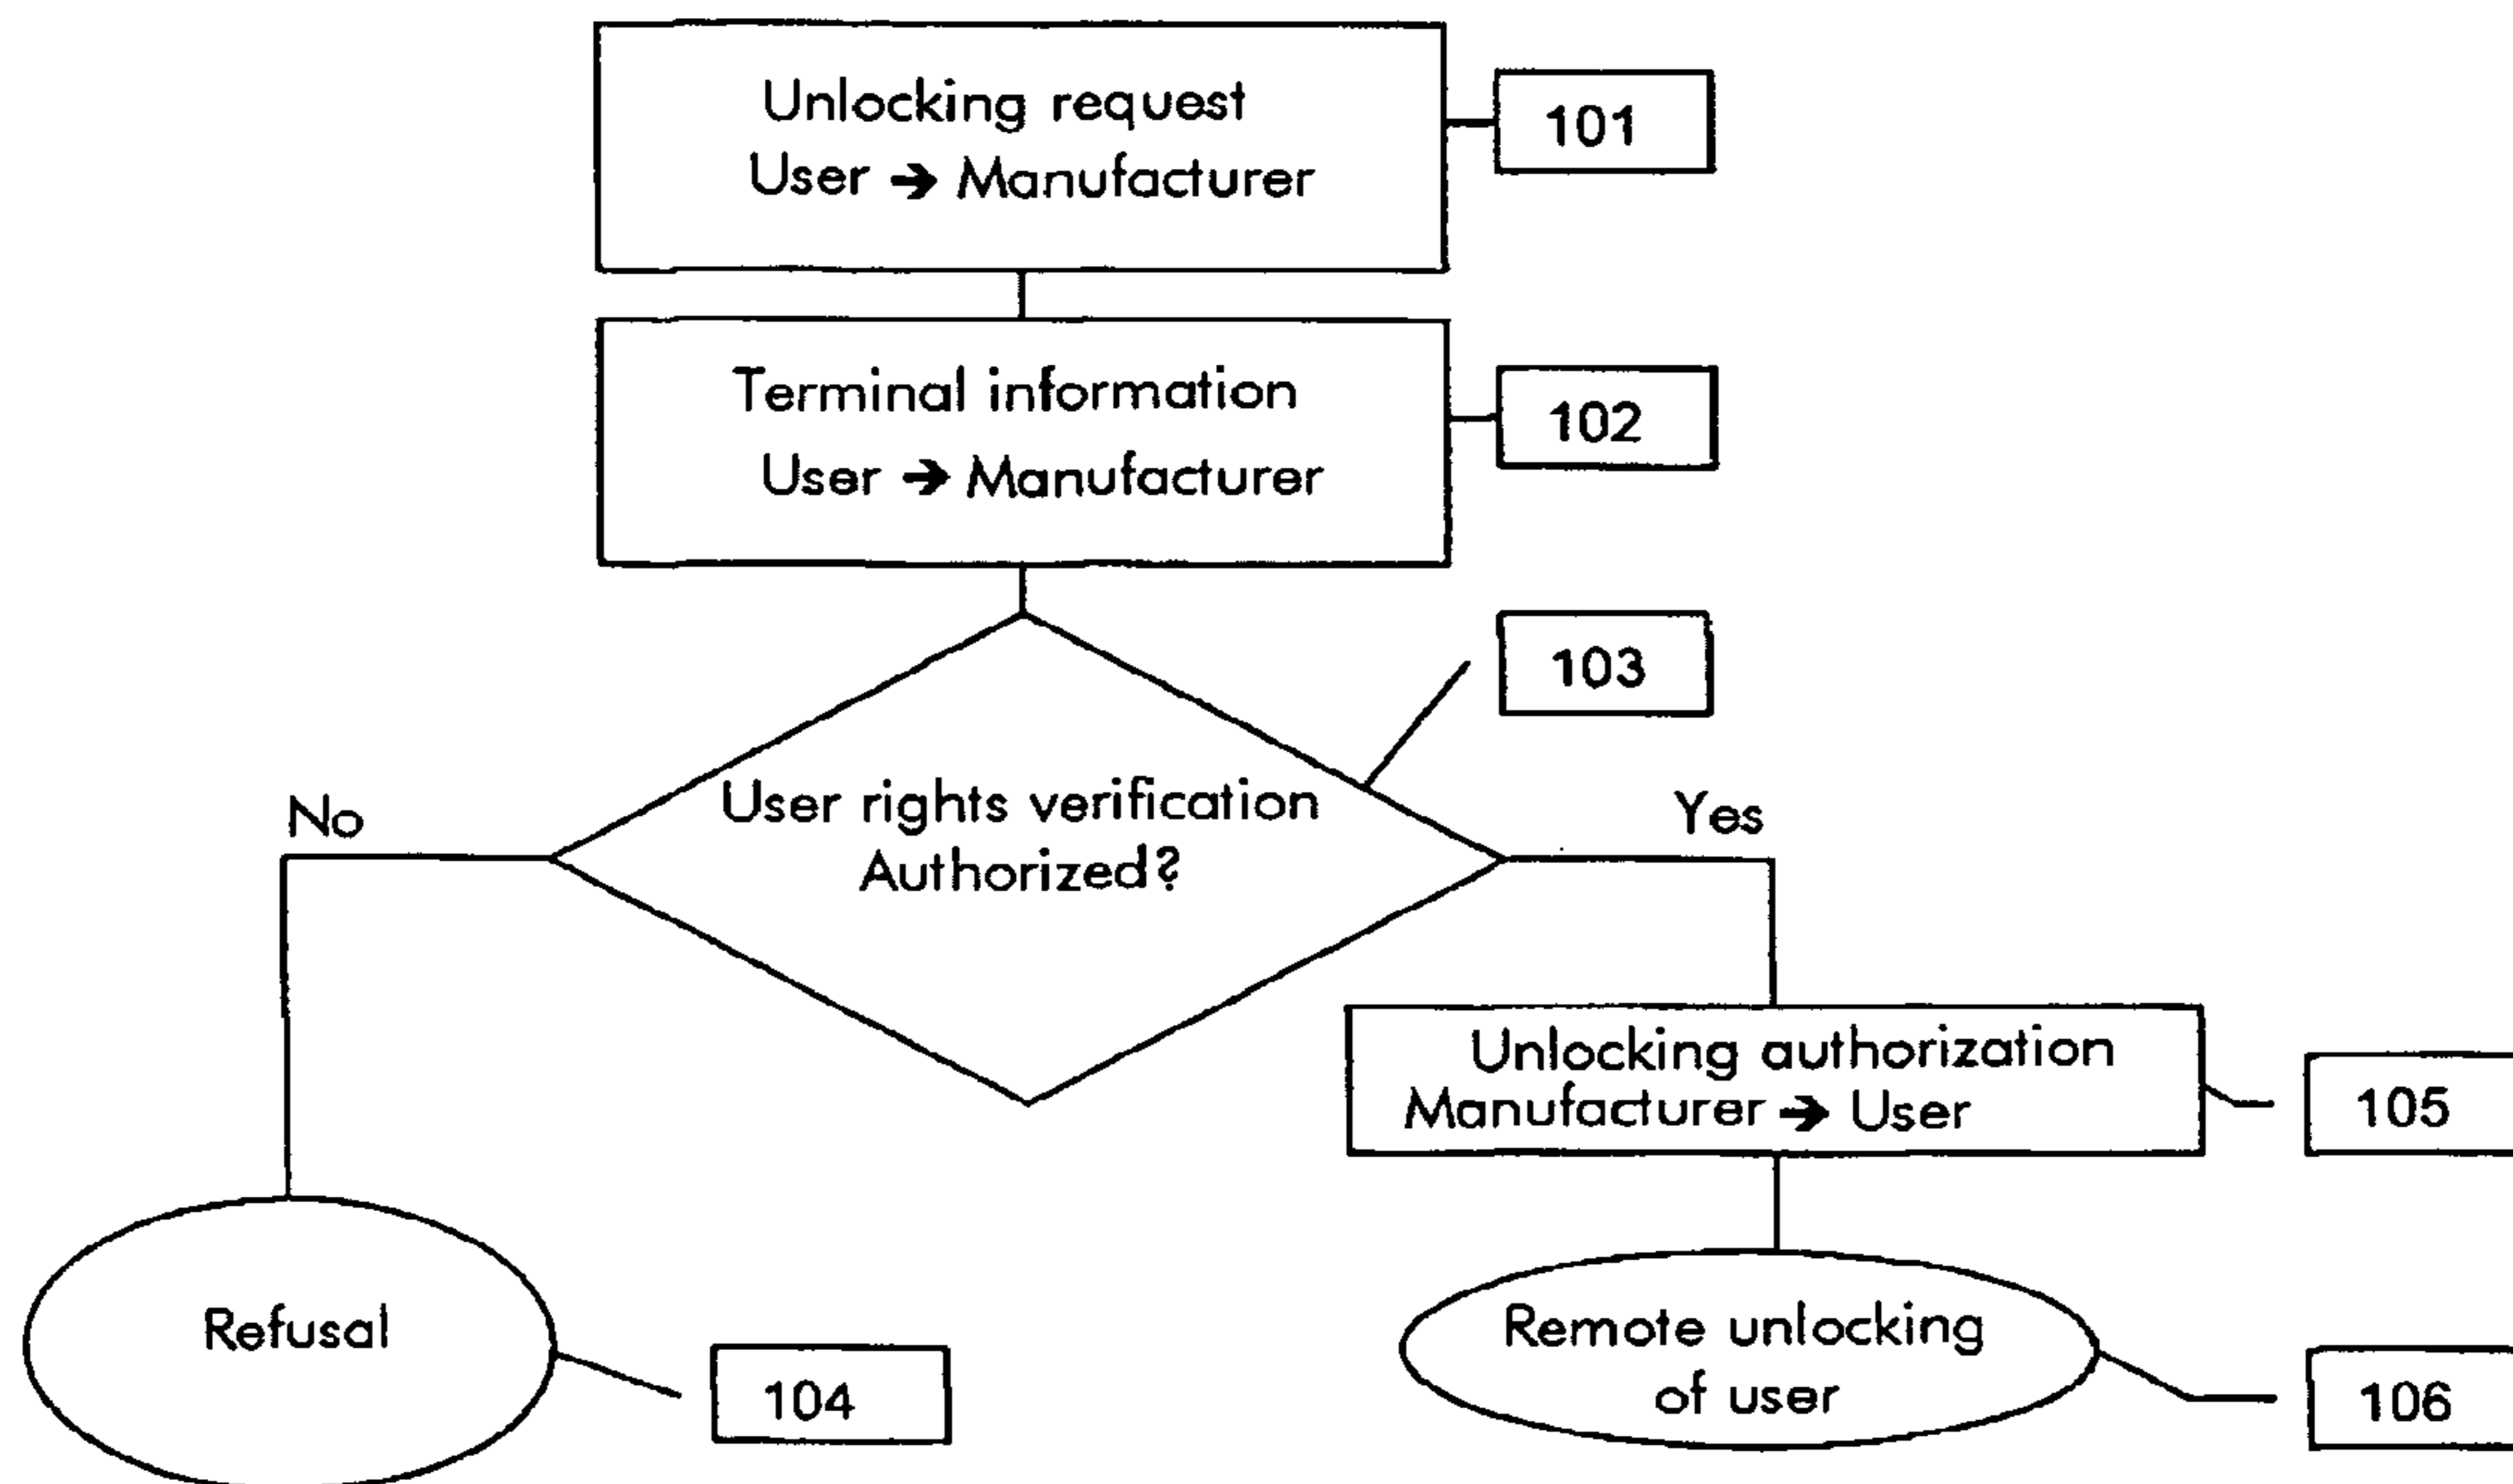 Unlocking request
User → Manufacturer
101
Terminal information
User → Manufacturer
102
103
User rights verification
Authorized?
No
Yes
Unlocking authorization
Manufacturer → User
105
Refusal
104
Remote unlocking
of user
106